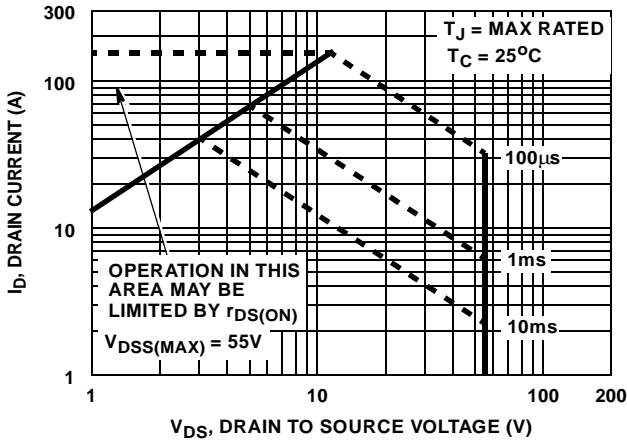 300
100
10
1
I_D, DRAIN CURRENT (A)
T_J = MAX RATED
T_C = 25°C
100µs
1ms
10ms
OPERATION IN THIS
AREA MAY BE
LIMITED BY r_DS(ON)
V_DSS(MAX) = 55V
1
10
100
200
V_DS, DRAIN TO SOURCE VOLTAGE (V)